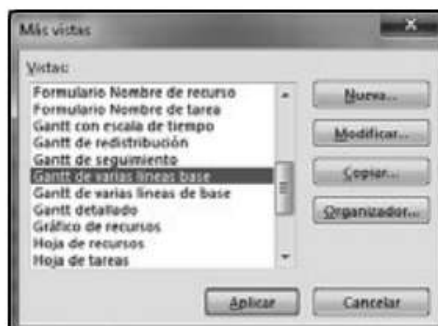 Más vistas
Vistas:
Formulario Nombre de recurso
Formulario Nombre de tarea
Gantt con escala de tiempo
Gantt de redistribución
Gantt de seguimiento
Gantt de varias líneas base
Gantt de varias líneas de base
Gantt detallado
Gráfico de recursos
Hoja de recursos
Hoja de tareas
Nueva...
Modificar...
Copiar...
Organizador...
Aplicar
Cancelar